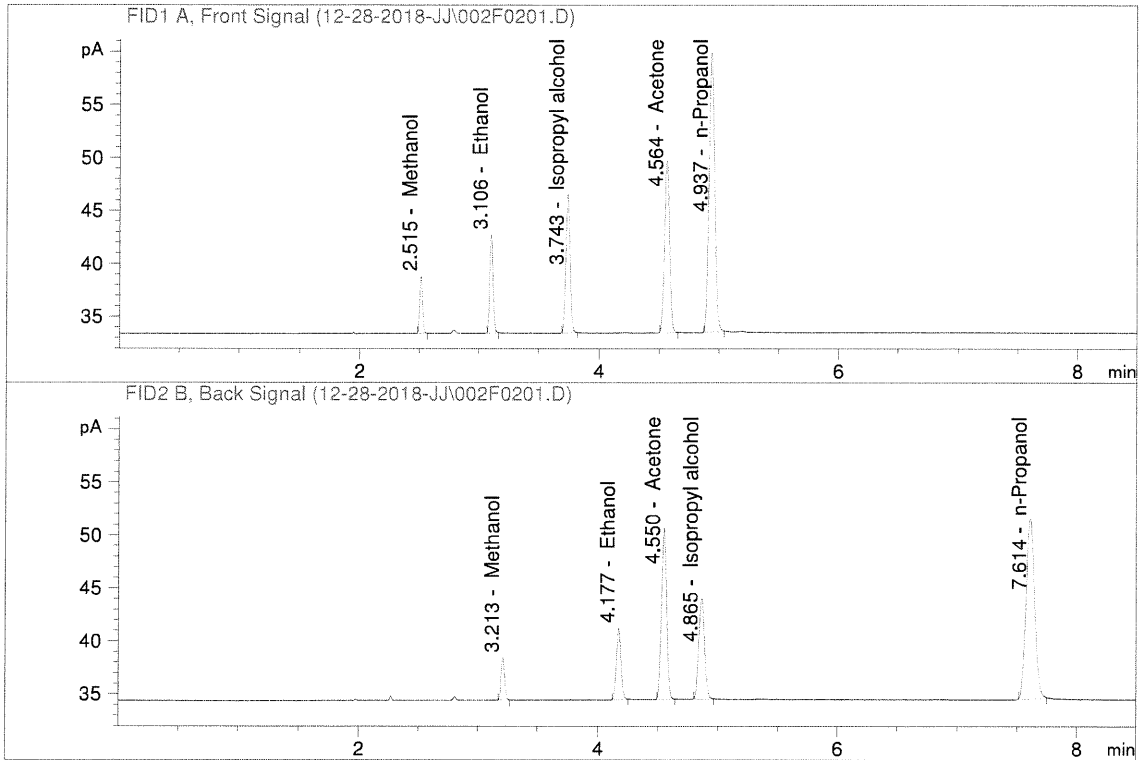 FID1 A, Front Signal (12-28-2018-JJ\002F0201.D)
pA
55
50
45
40
35
2.515 - Methanol
3.106 - Ethanol
3.743 - Isopropyl alcohol
4.564 - Acetone
4.937 - n-Propanol
2
4
6
8
min
FID2 B, Back Signal (12-28-2018-JJ\002F0201.D)
pA
55
50
45
40
35
3.213 - Methanol
4.177 - Ethanol
4.550 - Acetone
4.865 - Isopropyl alcohol
7.614 - n-Propanol
2
4
6
8
min